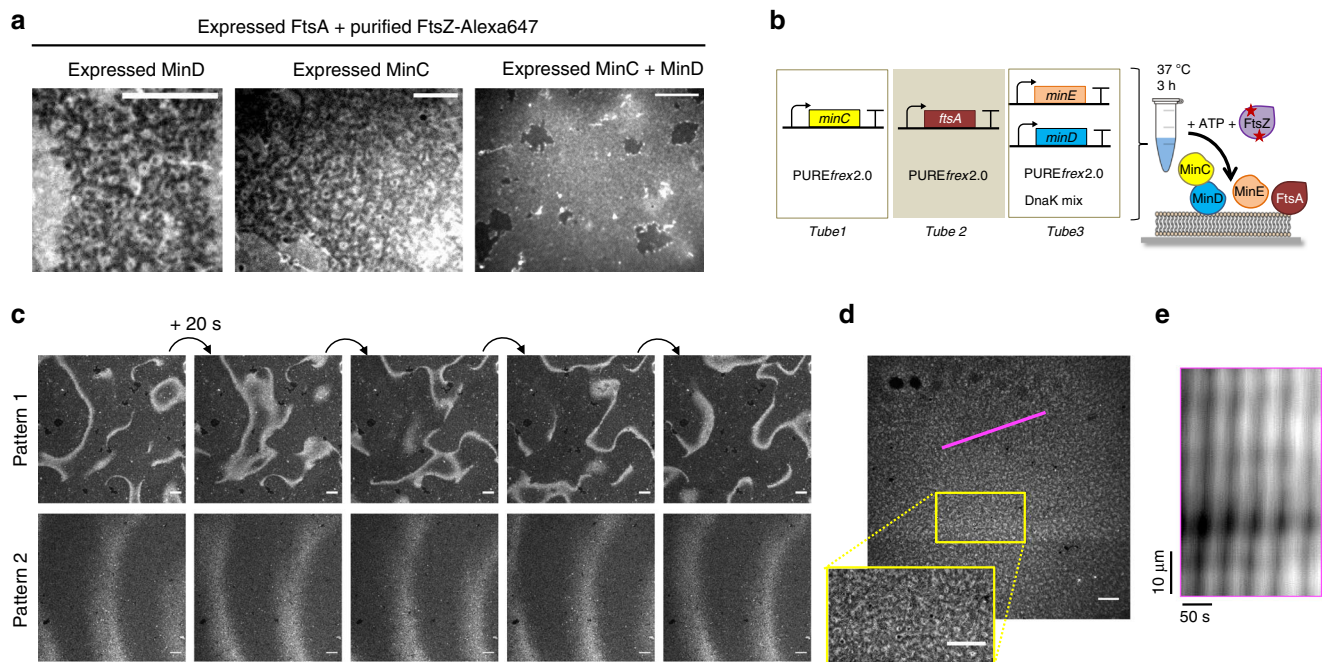 a
Expressed FtsA + purified FtsZ-Alexa647
Expressed MinD
Expressed MinC
Expressed MinC + MinD
b
minC
PUREfrex2.0
Tube1
ftsA
PUREfrex2.0
Tube 2
minE
minD
PUREfrex2.0
DnaK mix
Tube3
37 °C
3 h
+ ATP +
FtsZ
MinC
MinD
MinE
FtsA
c
+ 20 s
Pattern 1
Pattern 2
d
e
10 µm
50 s